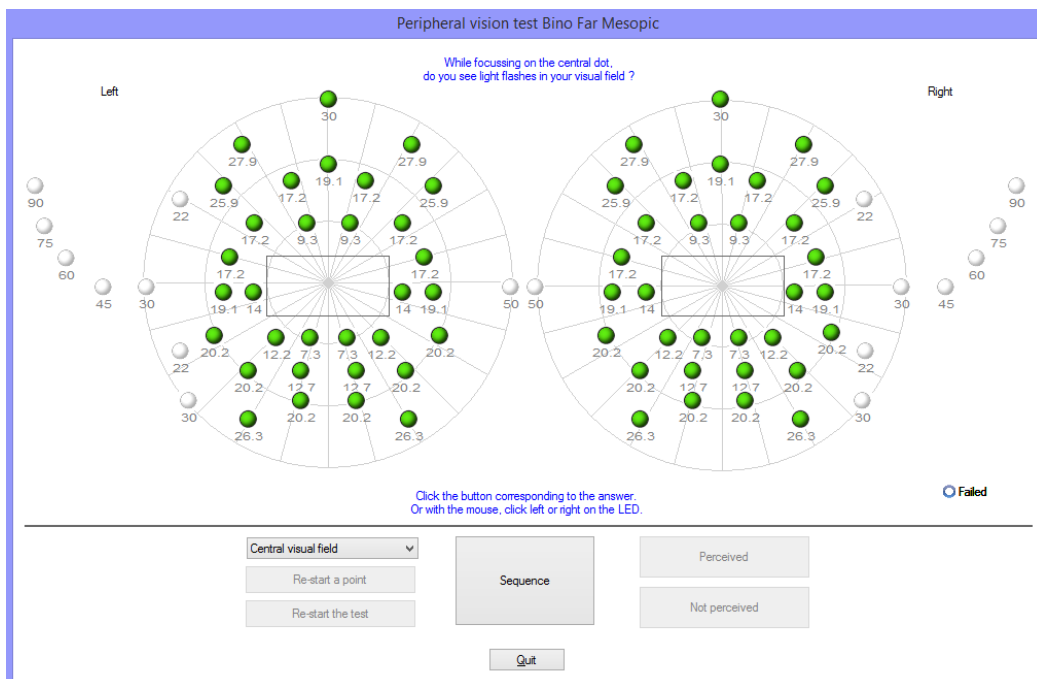 Peripheral vision test Bino Far Mesopic
While focussing on the central dot,
do you see light flashes in your visual field ?
Left
Right
30 30
27.9 27.9 27.9 27.9
19.1 19.1
17.2 17.2 17.2 17.2
90 25.9 25.9 25.9 25.9 90
22 22
75 17.2 9.3 9.3 17.2 17.2 9.3 9.3 17.2 75
60 17.2 17.2 17.2 17.2 60
45 30 50 50 30 45
19.1 14 14 19.1 19.1 14 14 19.1
20.2 12.2 7.3 7.3 12.2 20.2 20.2 12.2 7.3 7.3 12.2 20.2
22 22
20.2 12.7 12.7 20.2 20.2 12.7 12.7 20.2
30 20.2 20.2 20.2 20.2 30
26.3 26.3 26.3 26.3
Click the button corresponding to the answer.
Or with the mouse, click left or right on the LED.
Failed
Central visual field
Re-start a point
Re-start the test
Sequence
Perceived
Not perceived
Quit